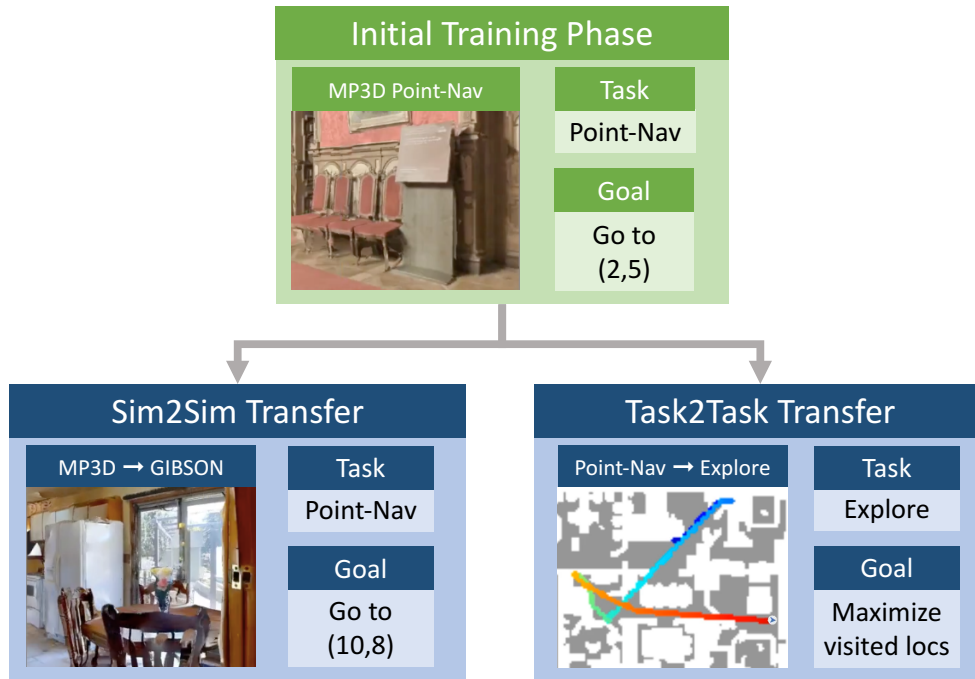 Initial Training Phase
MP3D Point-Nav
Task
Point-Nav
Goal
Go to
(2,5)
Sim2Sim Transfer
MP3D → GIBSON
Task
Point-Nav
Goal
Go to
(10,8)
Task2Task Transfer
Point-Nav → Explore
Task
Explore
Goal
Maximize
visited locs